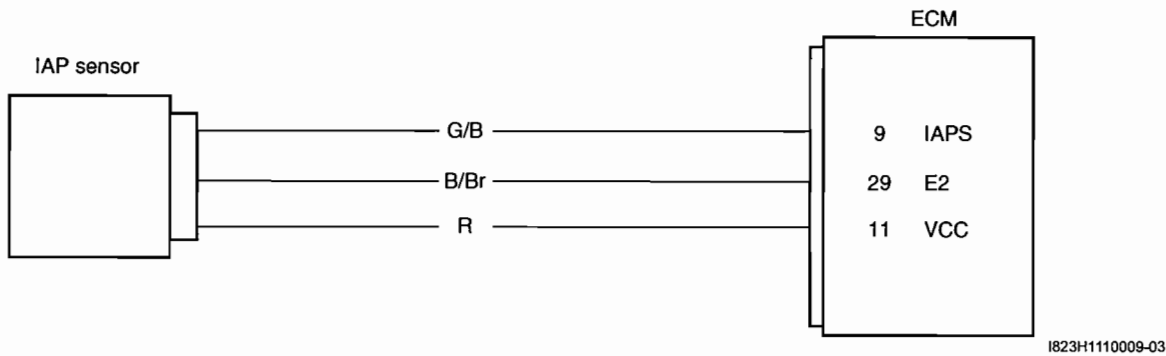 ECM
IAP sensor
G/B
9 IAPS
B/Br
29 E2
R
11 VCC
I823H1110009-03